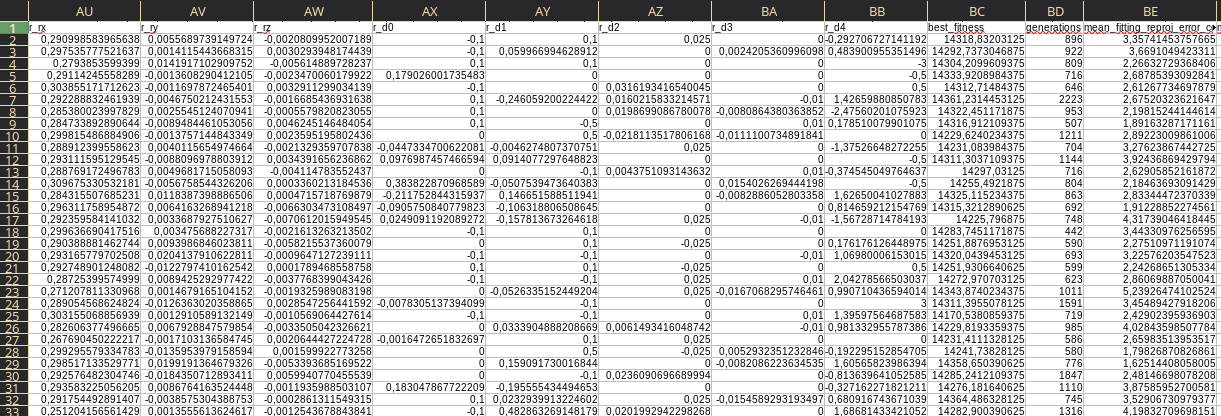 AU AV AW AX AY AZ BA BB BC BD BE
1 r_rx r_ry r_rz r_d0 r_d1 r_d2 r_d3 r_d4 best_fitness generations mean_fitting_reproj_error_c
2 0,290998583965638 0,0055689739149724 -0,0020809952007189 -0,1 0,1 0,025 0 -0,292706727141192 14318,83203125 896 3,35741453757665
3 0,297535777521637 0,0014115443668315 0,0030293948174439 -0,1 0,059966994628912 0 0,0024205360996098 0,483900955351496 14292,7373046875 922 3,6691049423311
4 0,2793853599399 0,0141917102909752 -0,005614889728237 0,1 0 0 0 -3 14304,2099609375 809 2,26632729368406
5 0,29114245558289 -0,0013608290412105 -0,0023470060179922 0,179026001735483 0 0 0 -0,5 14333,9208984375 716 2,68785393092841
6 0,303855171712623 -0,0011697872465401 0,0032911299034139 -0,1 0 0,0316193416540045 0 -0,5 14312,71484375 646 2,61267734697879
7 0,292288832461939 -0,0046750212431553 -0,0016685436931638 0,1 -0,246059200224422 0,0160215833214571 -0,01 1,42659880850783 14361,2314453125 2223 2,67520323621647
8 0,285380023997829 0,0025545124070941 -0,0055798208823055 0,1 0 0,0198699086780078 -0,0080864380363852 -2,47560201075923 14322,451171875 953 2,19815244144614
9 0,284733892890644 -0,0089484461053056 0,0046245146484054 0,1 -0,5 0 0,01 0,178510079901075 14316,912109375 507 1,89163287171161
10 0,299815486884906 -0,0013757144843349 0,0023595195802436 0 0,5 -0,0218113517806168 -0,0111100734891841 0 14229,6240234375 1211 2,89223009861006
11 0,288912399558623 0,0040115654974664 -0,0021329359707838 -0,0447334700622081 -0,0046274807370751 0,025 0 -1,37526648272255 14231,083984375 704 3,27623867442725
12 0,293111595129545 -0,0088096978803912 0,0034391656236862 0,0976987457466594 0,0914077297648823 0 0 -0,5 14311,3037109375 1144 3,92436869429794
13 0,288769172492783 0,0049681715058093 -0,004114783552437 -0,1 0 0,0043751093143632 0,01 -0,374545049764637 14297,03125 716 2,62905852161872
14 0,309675330532181 -0,0056758544326206 0,0003360213184536 0,383822870968589 -0,0507539473640383 0 0,0154026269444198 -0,5 14255,4921875 804 2,18463693091429
15 0,284315507685231 0,0118387398886506 0,0004715718769879 -0,211752844315937 0,146651588511941 0 -0,0082886052803358 1,62650041027883 14325,115234375 863 2,83344472370339
16 0,296311758954872 0,0064163268941218 -0,0066303473108497 -0,0905750840779823 -0,106318806508645 0 0 0,814659212154769 14315,3212890625 692 1,91228852274561
17 0,292359584141032 0,0033687927510627 -0,0070612015949545 0,0249091192089272 -0,157813673264618 0,025 -0,01 -1,56728714784193 14225,796875 748 4,31739046418445
18 0,299636690417516 0,003475688227317 -0,0021613263213502 -0,1 0 0 0 0 14283,7451171875 442 3,44330976256595
19 0,290388881462744 0,0093986846023811 -0,0058215537360079 0 0,1 -0,025 0 0,176176126448975 14251,8876953125 590 2,27510971191074
20 0,293165779702508 0,0204137910622811 -0,0009647127239111 -0,1 -0,1 0 0,01 1,06980006153015 14320,0439453125 693 3,22576203547523
21 0,292748901248082 -0,0122797410162542 0,0001789468558758 0,1 0,1 -0,025 0 0,5 14251,9306640625 599 2,24268651305334
22 0,28725399574999 0,0089425292977422 -0,0037768399043426 -0,1 0,1 0,025 0,01 2,04278566503037 14272,970703125 623 2,86069887050041
23 0,271207811330968 0,0014679165104152 -0,0019325989083198 0 -0,0526335152449204 0,025 -0,0167068295746461 0,99071043659014 14343,8740234375 1011 5,23926474102524
24 0,289054568624824 -0,0126363020358865 0,0028547256441592 -0,0078305137394099 -0,1 0 0 3 14311,3955078125 1591 3,45489427918206
25 0,303155068856939 0,0012910589132149 -0,0010569064427614 -0,1 -0,1 0 0,01 1,39597564687583 14170,5380859375 719 2,42902395936903
26 0,282606377496665 0,0067928847579854 -0,0033505042326621 0 0,0333904888208669 0,0061493416048742 -0,01 0,981332955787386 14229,8193359375 985 4,02843598507784
27 0,267690450222217 -0,0017103136584745 0,0020644427224728 -0,0016472651832697 0,1 0 0 0 14231,4111328125 586 2,65983513953517
28 0,299295579334783 -0,0135953979158594 0,001599922773258 0 0,5 -0,025 0,0052932351232846 -0,192295152854705 14241,73828125 580 1,79826870826861
29 0,298517133529771 0,0199191364679326 -0,0053393685169522 0 0,159091730016844 0 -0,0082086223634535 1,60565823986394 14358,650390625 776 1,62514408058005
30 0,292576482304746 -0,0184350712893411 0,0059940770455539 0 -0,1 0,0236090696689994 0 -0,813639641052585 14285,2412109375 1847 2,48146698078208
31 0,293583225056205 0,0086764163524448 -0,0011935988503107 0,183047867722209 -0,195555434494653 0 0 -0,327162271821211 14276,181640625 1110 3,87585952700581
32 0,291754492891407 -0,0038575304388753 -0,0002861311549315 0,1 0,0232939913224602 0 -0,0154589293193497 0,680916743671039 14364,486328125 745 3,52906730979377
33 0,251204156561429 0,0013555613624617 -0,0012543678843841 -0,1 0,482863269148179 0,0201992942298268 0 1,86681433421052 14282,900390625 1316 4,19832709698151